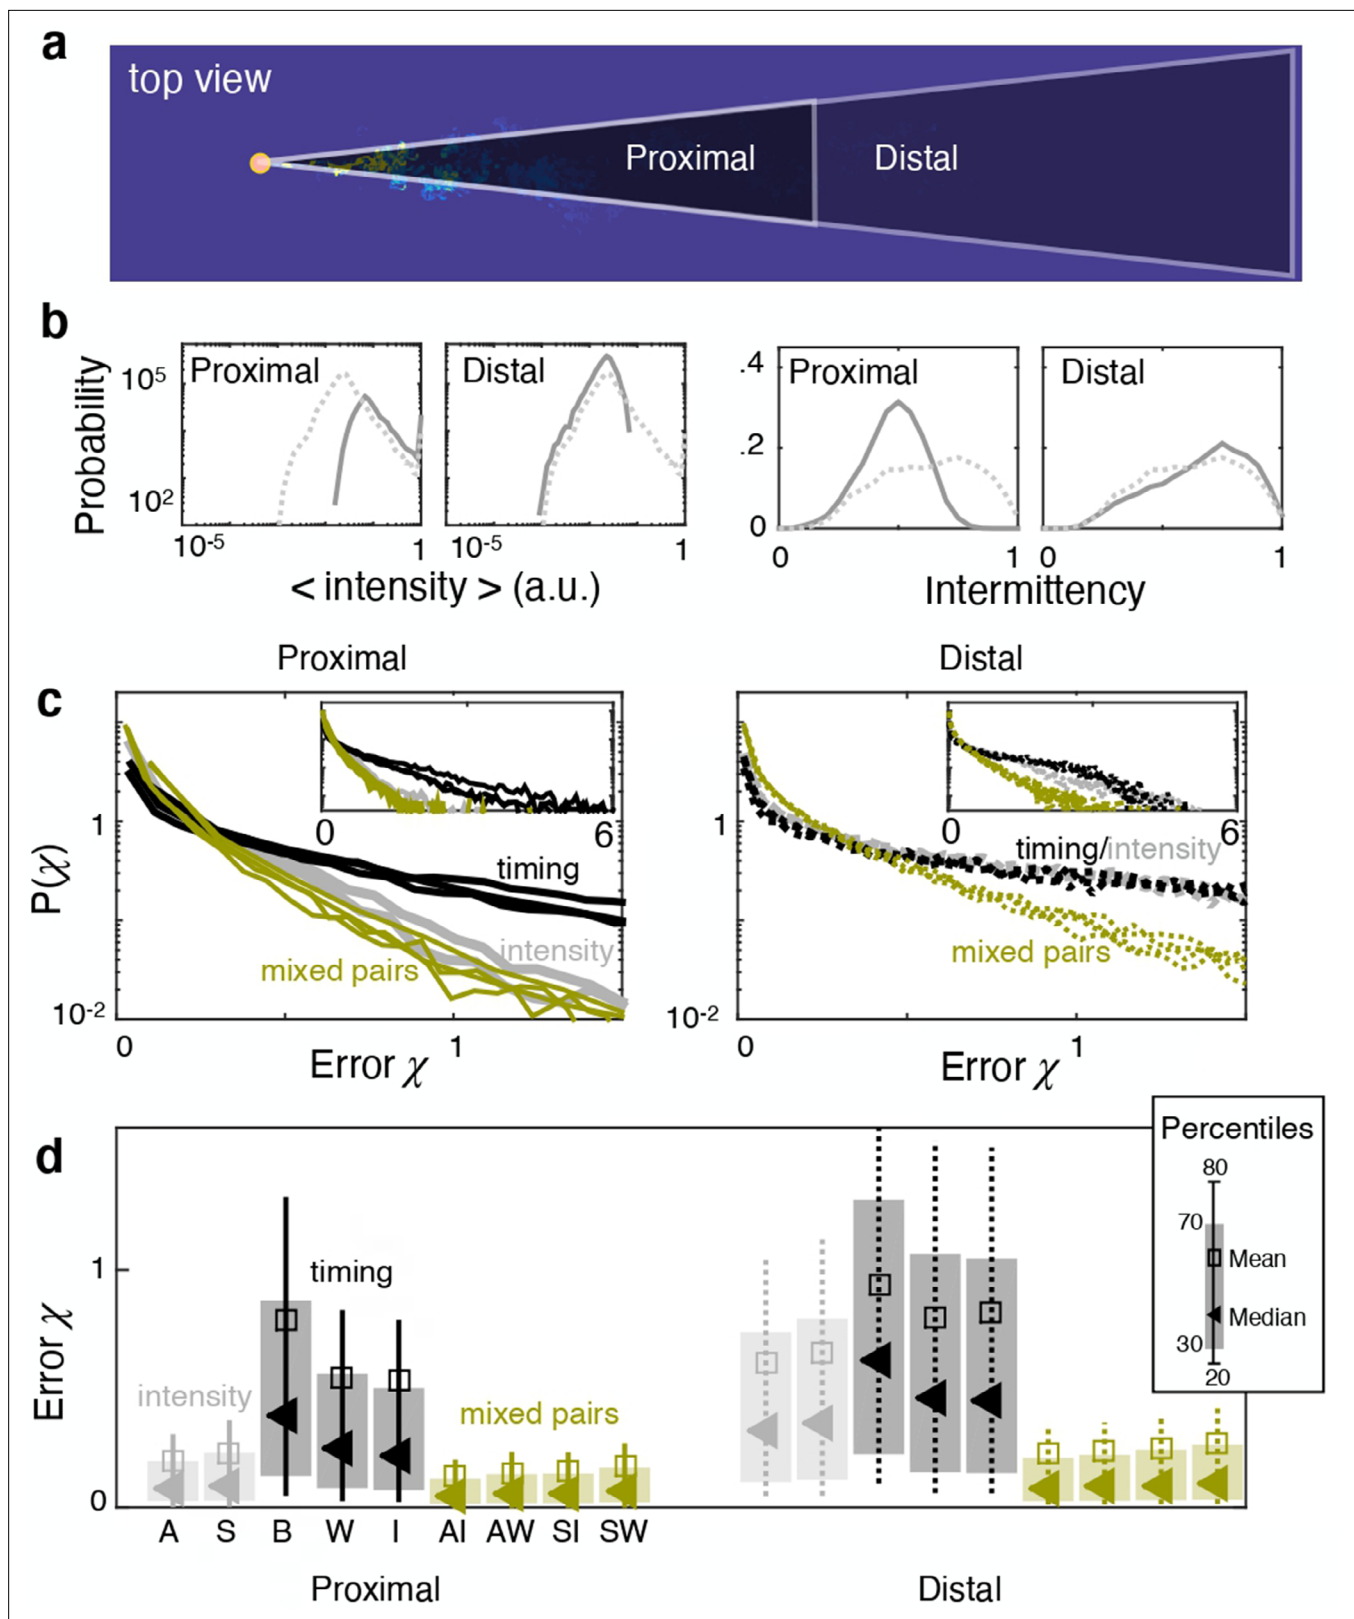 a
top view
Proximal
Distal
b
Probability
10⁵
10²
Proximal
Distal
10⁻⁵
1
10⁻⁵
1
< intensity > (a.u.)
.4
.2
0
Proximal
Distal
0
1
0
1
Intermittency
Proximal
Distal
c
P(χ)
1
10⁻²
0
6
timing
intensity
mixed pairs
0
1
Error χ
1
10⁻²
0
6
timing/intensity
mixed pairs
0
1
Error χ
d
Error χ
1
0
intensity
timing
mixed pairs
A S B W I AI AW SI SW
Proximal
Distal
Percentiles
80
70
Mean
Median
30
20